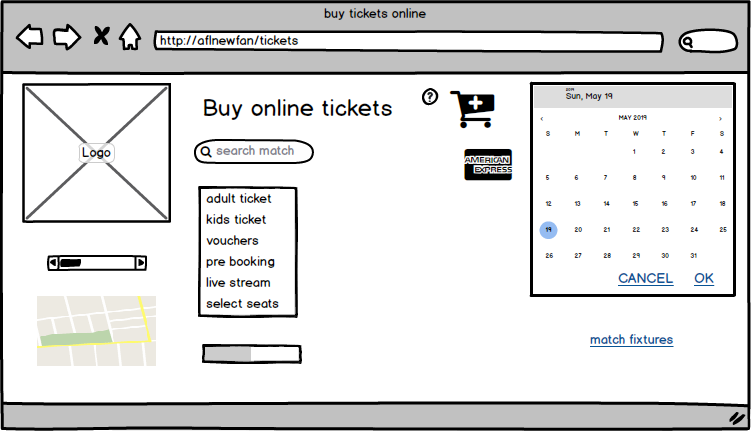 buy tickets online
http://aflnewfan/tickets
Logo
Buy online tickets
?
search match
adult ticket
kids ticket
vouchers
pre booking
live stream
select seats
AMERICAN
EXPRESS
2019
Sun, May 19
‹ MAY 2019 ›
S M T W T F S
1 2 3 4
5 6 7 8 9 10 11
12 13 14 15 16 17 18
19 20 21 22 23 24 25
26 27 28 29 30 31
CANCEL OK
match fixtures